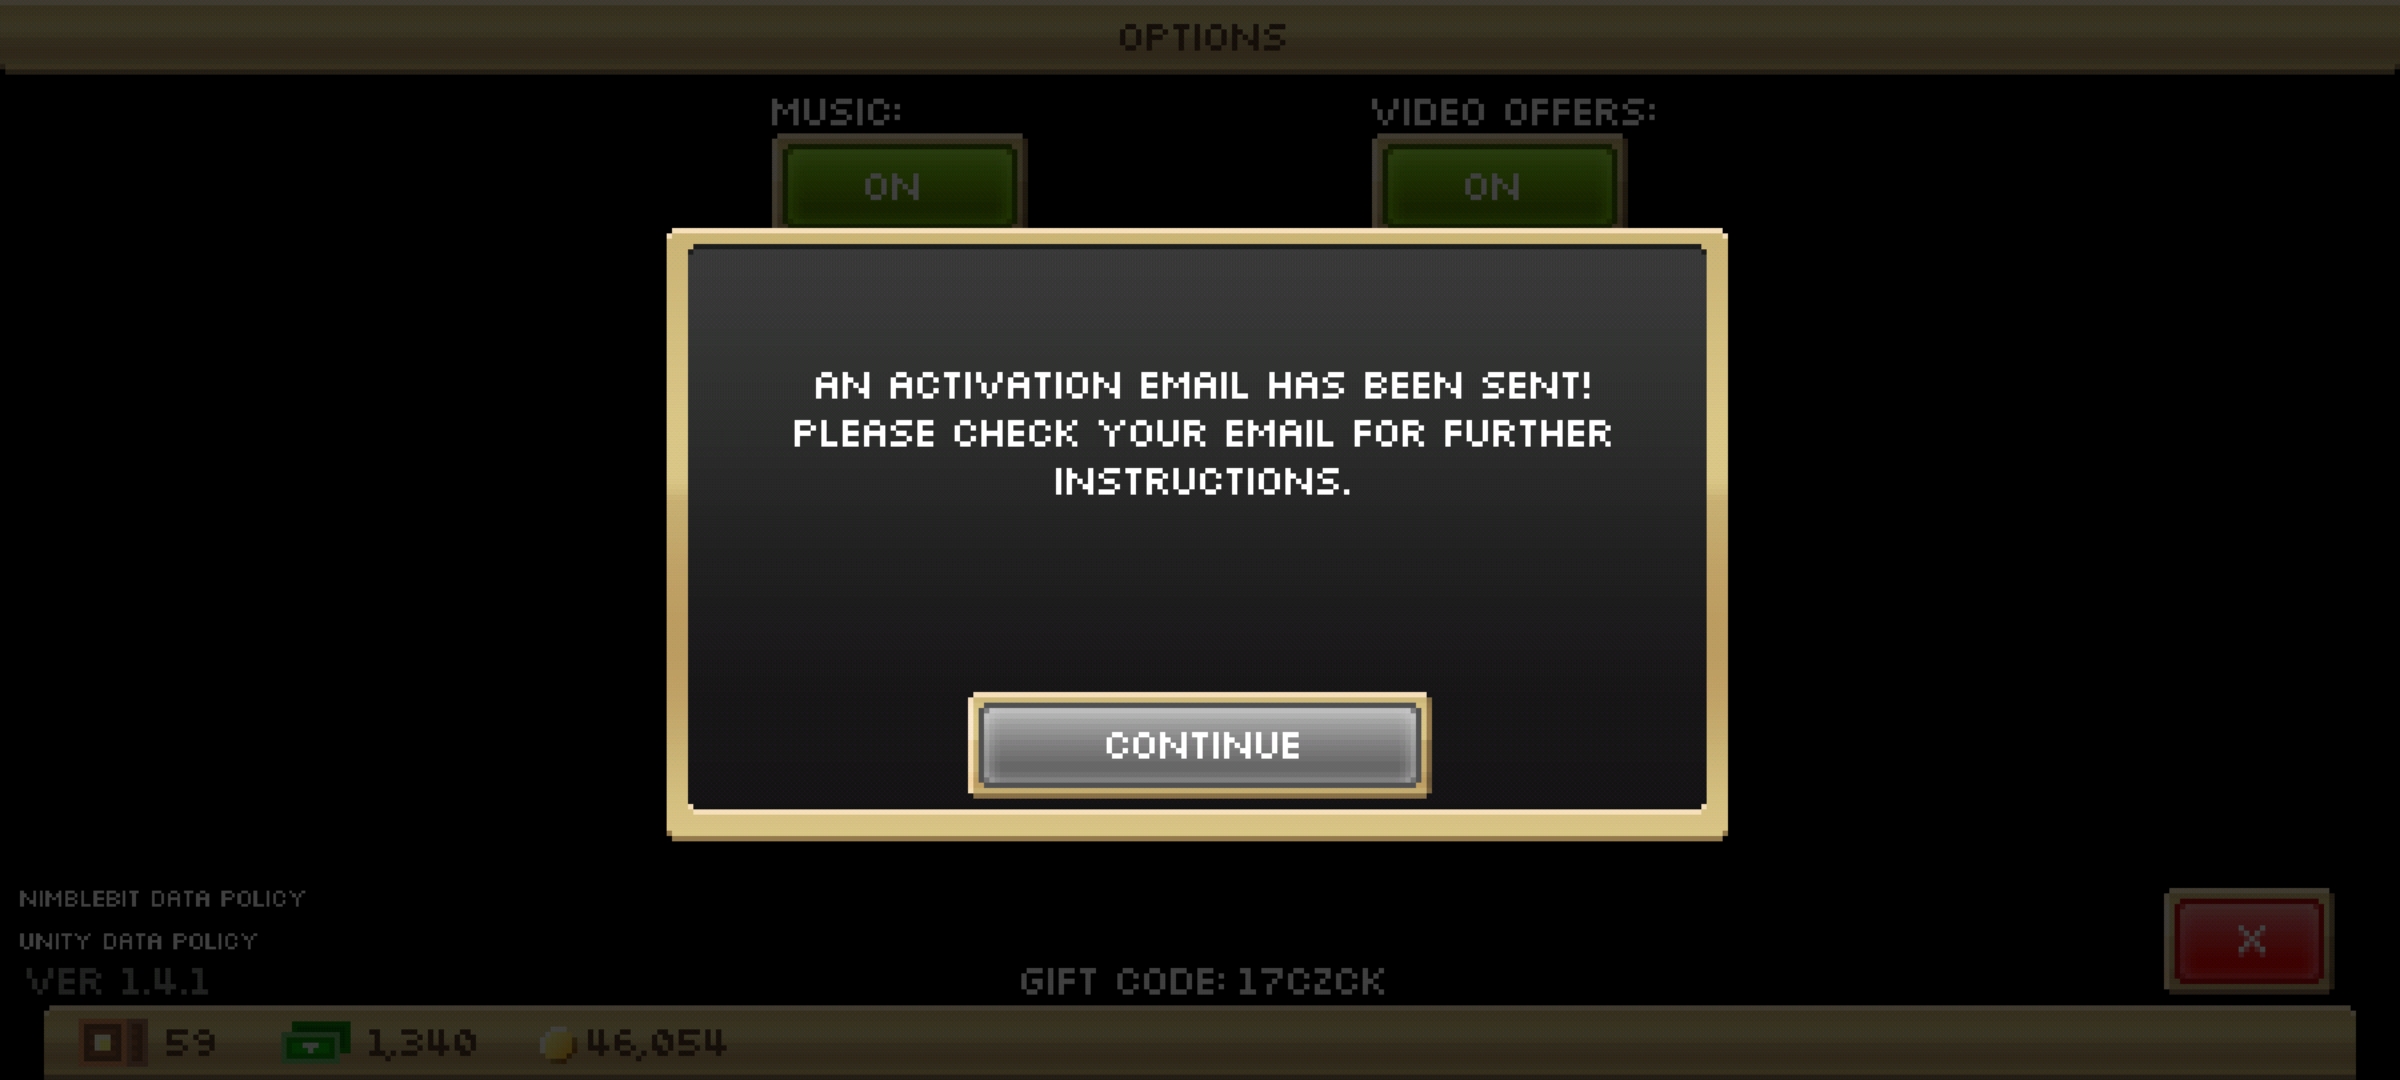 OPTIONS
MUSIC: VIDEO OFFERS:
ON ON
AN ACTIVATION EMAIL HAS BEEN SENT!
PLEASE CHECK YOUR EMAIL FOR FURTHER
INSTRUCTIONS.
CONTINUE
NIMBLEBIT DATA POLICY
UNITY DATA POLICY
X
VER 1.4.1
GIFT CODE: 17CZCK
59 1,340 46,054